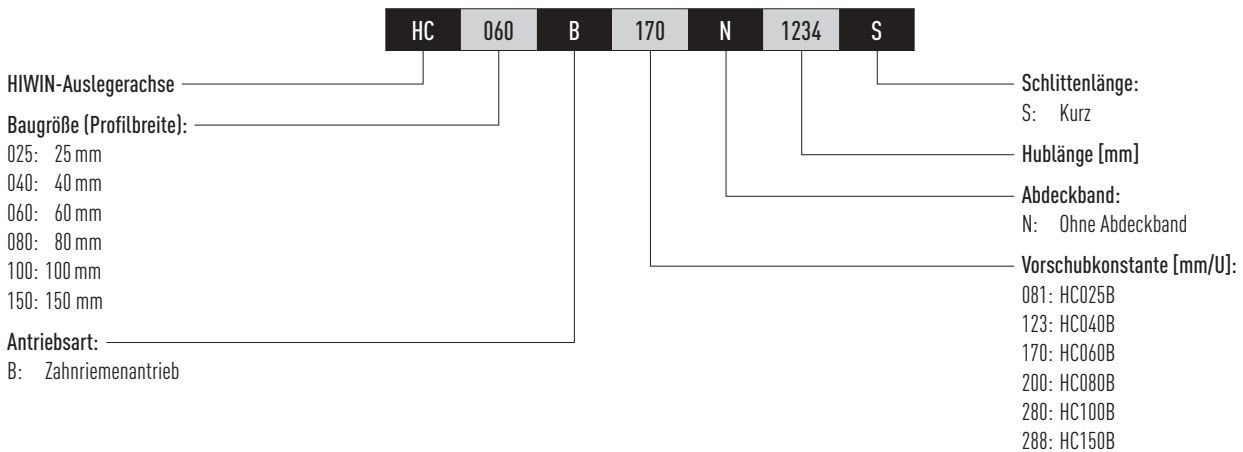 HC 060 B 170 N 1234 S
HIWIN-Auslegerachse
Baugröße (Profilbreite):
025: 25 mm
040: 40 mm
060: 60 mm
080: 80 mm
100: 100 mm
150: 150 mm
Antriebsart:
B: Zahnriemenantrieb
Schlittenlänge:
S: Kurz
Hublänge [mm]
Abdeckband:
N: Ohne Abdeckband
Vorschubkonstante [mm/U]:
081: HC025B
123: HC040B
170: HC060B
200: HC080B
280: HC100B
288: HC150B